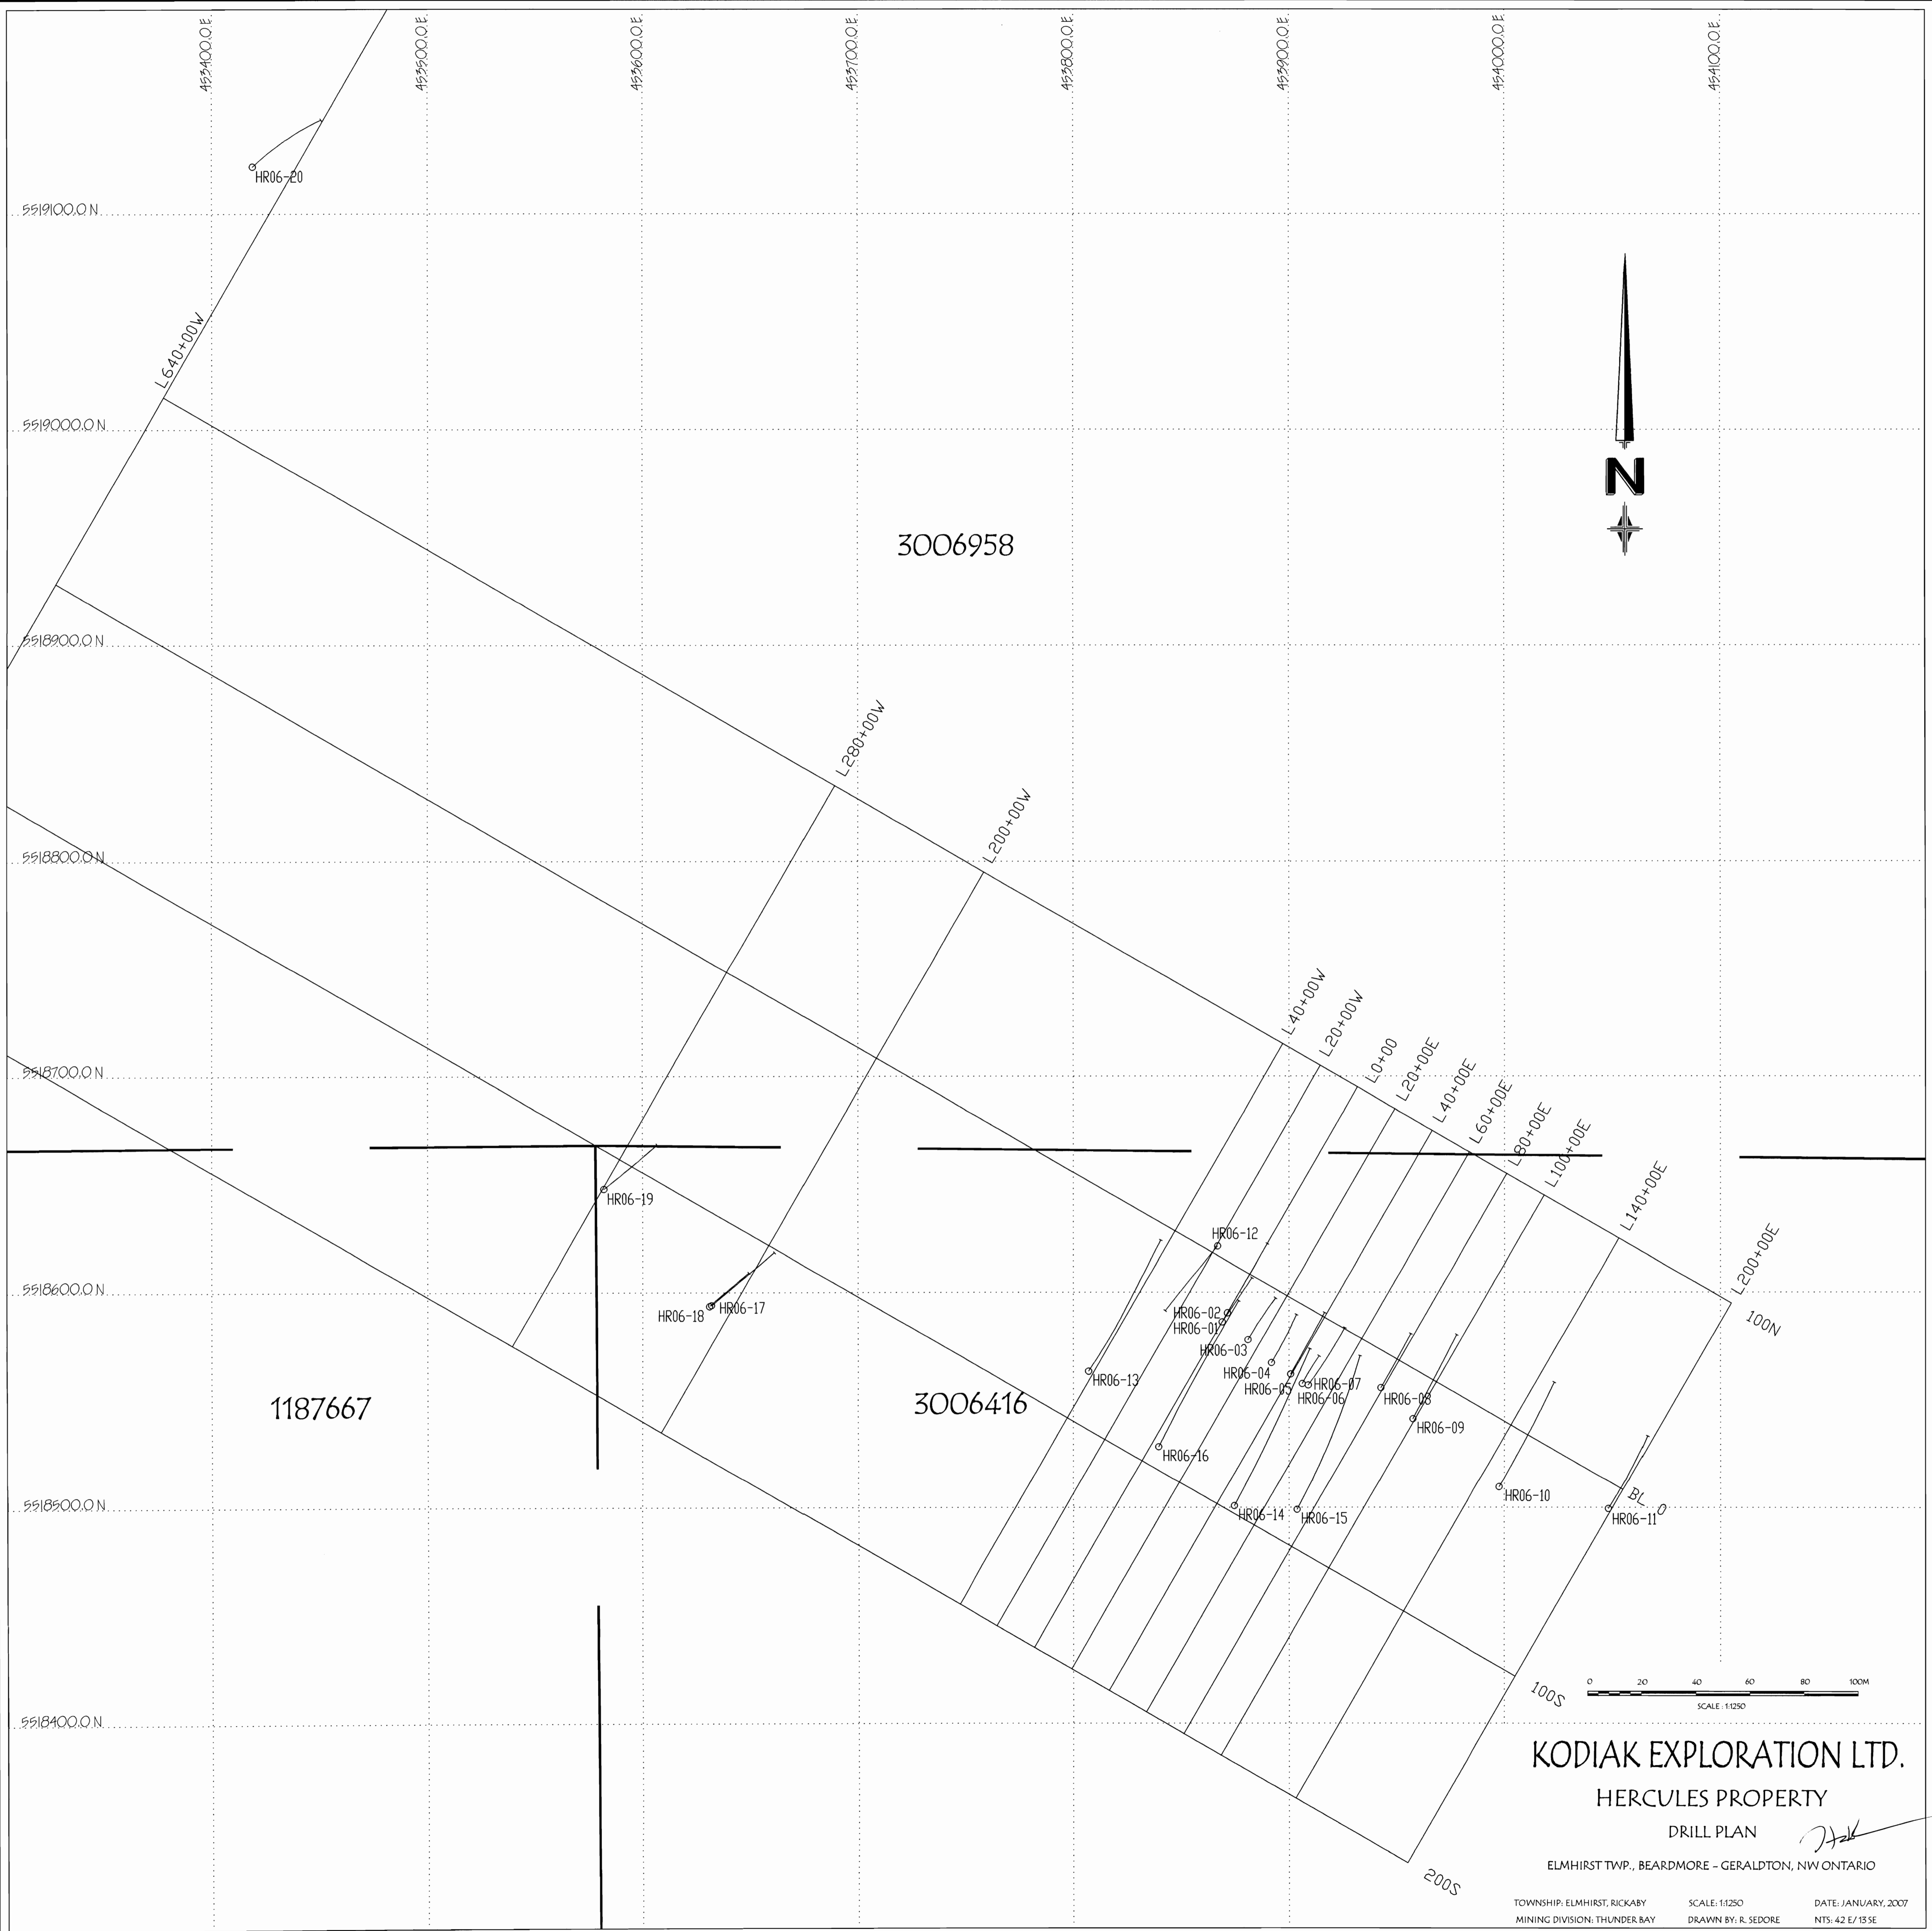 453400.0 E
453500.0 E
453600.0 E
453700.0 E
453800.0 E
453900.0 E
454000.0 E
454100.0 E
HR06-20
5519100.0 N
L640+00W
5519000.0 N
N
3006958
5518900.0 N
L280+00W
L200+00W
5518800.0 N
L40+00W
L20+00W
L0+00
L20+00E
L40+00E
L60+00E
L80+00E
L100+00E
L140+00E
L200+00E
5518700.0 N
HR06-19
HR06-12
5518600.0 N
HR06-18
HR06-17
HR06-02
HR06-01
HR06-03
HR06-04
HR06-05
HR06-07
HR06-06
HR06-08
HR06-09
HR06-13
100N
1187667
3006416
HR06-16
HR06-10
BL 0
5518500.0 N
HR06-14
HR06-15
HR06-11
0 20 40 60 80 100M
SCALE : 1:1250
100S
5518400.0 N
200S
KODIAK EXPLORATION LTD.
HERCULES PROPERTY
DRILL PLAN
ELMHIRST TWP., BEARDMORE - GERALDTON, NW ONTARIO
TOWNSHIP: ELMHIRST, RICKABY SCALE: 1:1250 DATE: JANUARY, 2007
MINING DIVISION: THUNDER BAY DRAWN BY: R. SEDORE NTS: 42 E/ 13 SE